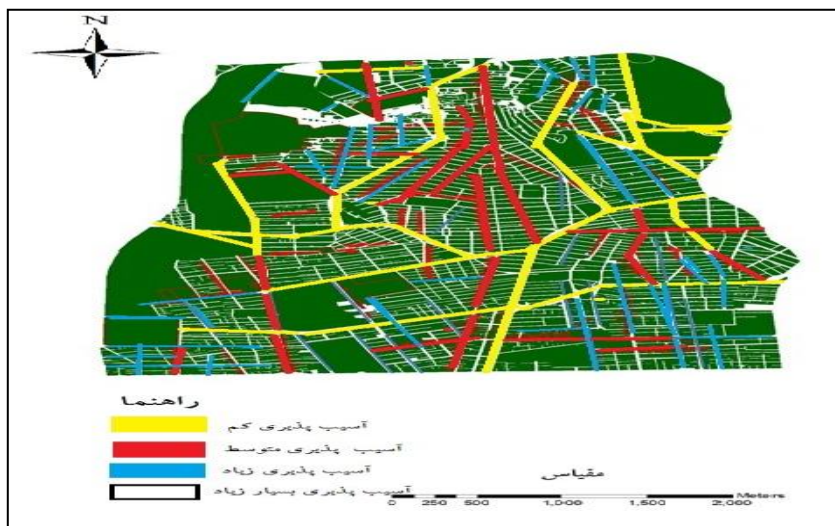 N
راهنما
آسیب پذیری کم
آسیب پذیری متوسط
آسیب پذیری زیاد
آسیب پذیری بسیار زیاد
مقیاس
0 250 500 1,000 1,500 2,000 Meters